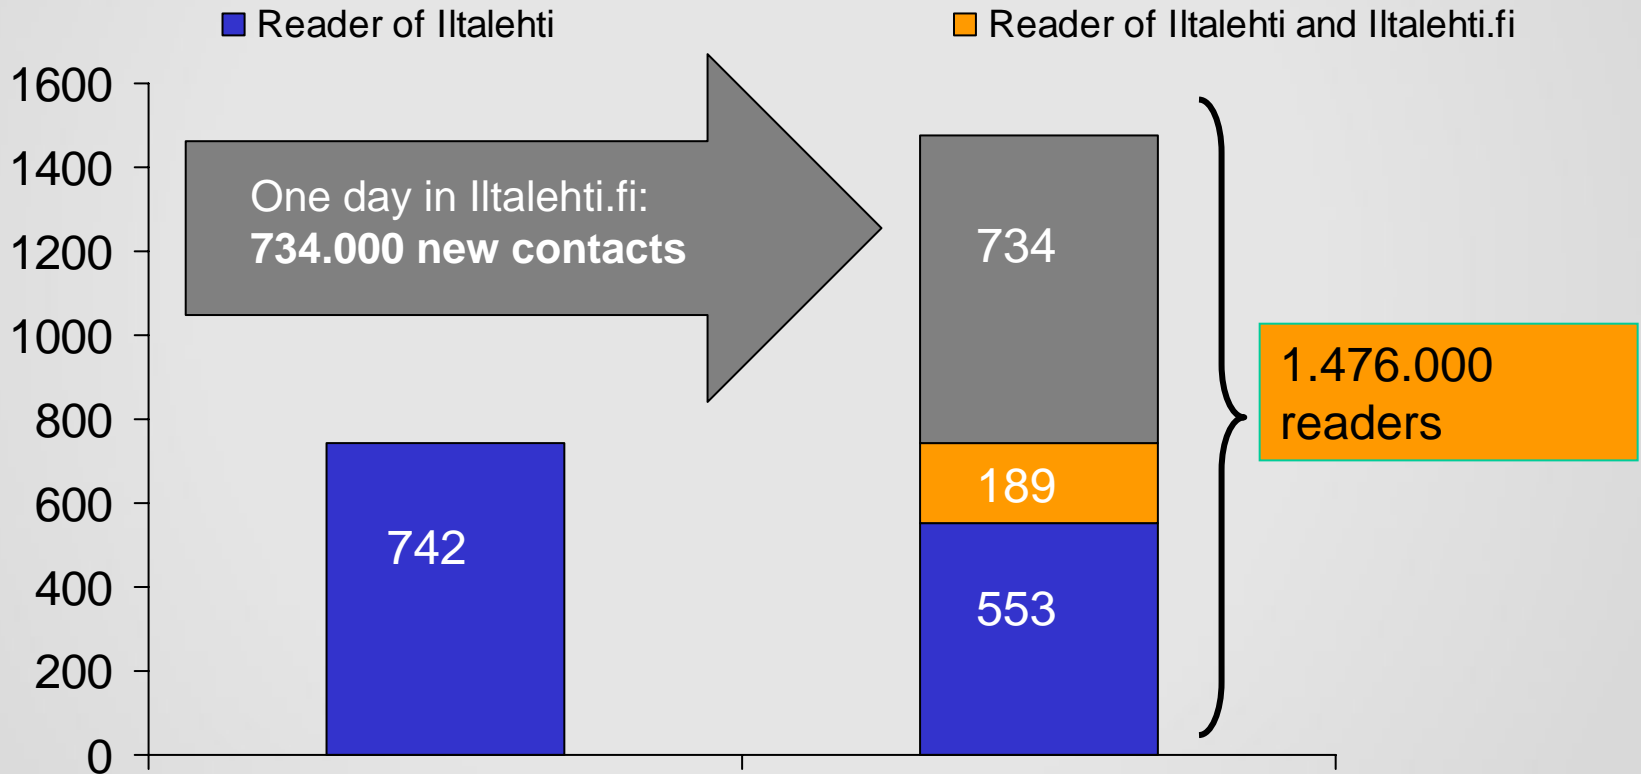 Reader of Iltalehti
Reader of Iltalehti and Iltalehti.fi
1600
1400
1200
1000
800
600
400
200
0
One day in Iltalehti.fi:
734.000 new contacts
742
734
189
553
1.476.000
readers